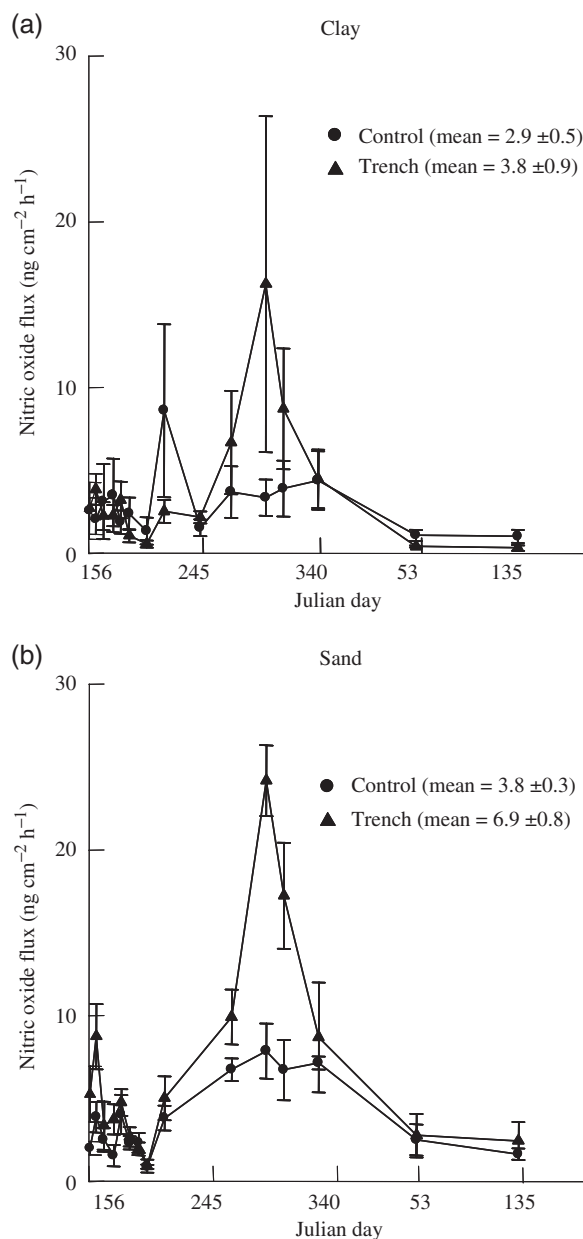 (a)
Clay
30
Control (mean = 2.9 ±0.5)
Trench (mean = 3.8 ±0.9)
20
10
0
Nitric oxide flux (ng cm⁻² h⁻¹)
156 245 340 53 135
Julian day
(b)
Sand
30
Control (mean = 3.8 ±0.3)
Trench (mean = 6.9 ±0.8)
20
10
0
Nitric oxide flux (ng cm⁻² h⁻¹)
156 245 340 53 135
Julian day